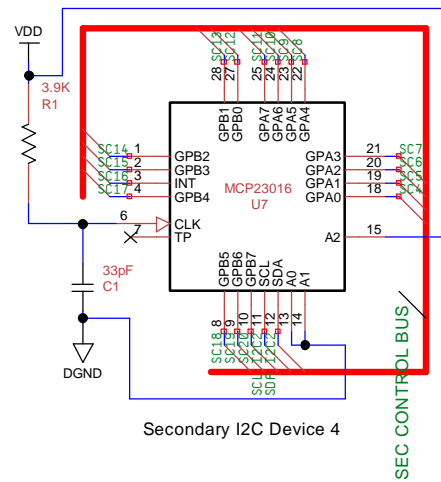 VDD
3.9K
R1
SC13
SC12
SC11
SC10
SC9
SC8
28
27
25
24
23
22
GPB1
GPB0
GPA7
GPA6
GPA5
GPA4
SC14
1
GPB2
SC15
2
GPB3
SC16
3
INT
SC17
4
GPB4
MCP23016
U7
GPA3
21
SC7
GPA2
20
SC6
GPA1
19
SC5
GPA0
18
SC4
6
CLK
7
TP
A2
15
33pF
C1
GPB5
GPB6
GPB7
SCL
SDA
A0
A1
8
9
10
11
12
13
14
SC18
SC19
SC20
DGND
SEC CONTROL BUS
Secondary I2C Device 4